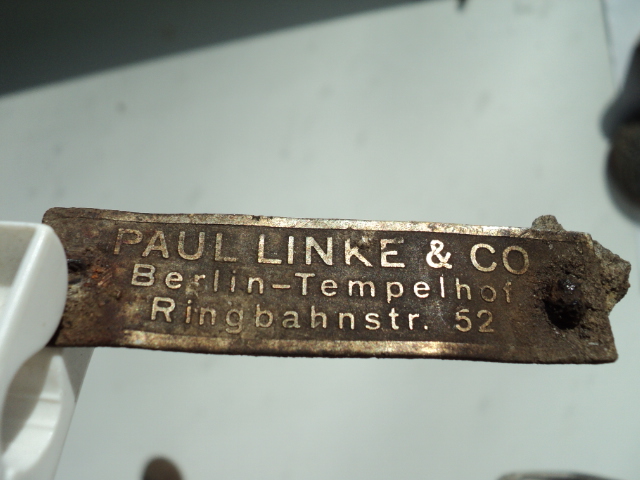 PAUL LINKE & CO
Berlin-Tempelhof
Ringbahnstr. 52